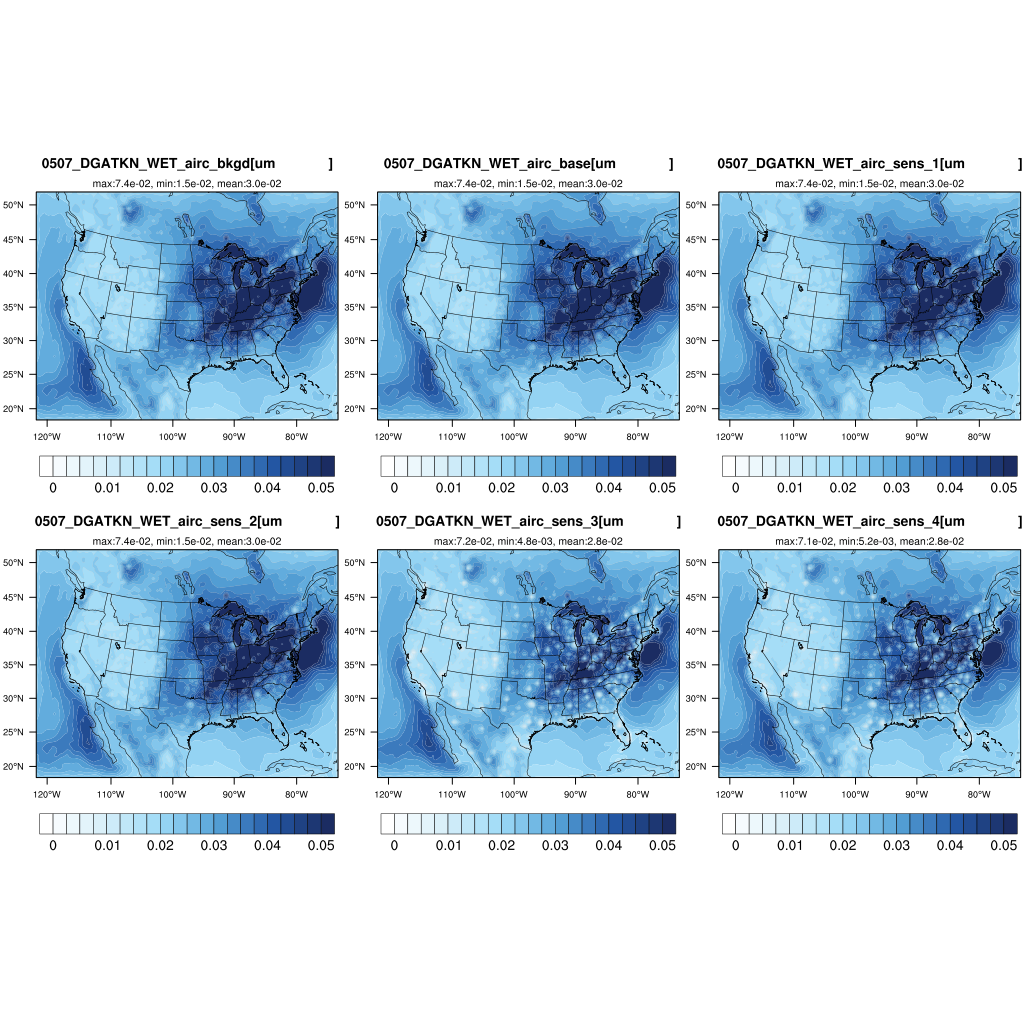 0507_DGATKN_WET_airc_bkgd[um ]
max:7.4e-02, min:1.5e-02, mean:3.0e-02
50°N
45°N
40°N
35°N
30°N
25°N
20°N
120°W 110°W 100°W 90°W 80°W
0 0.01 0.02 0.03 0.04 0.05
0507_DGATKN_WET_airc_base[um ]
max:7.4e-02, min:1.5e-02, mean:3.0e-02
50°N
45°N
40°N
35°N
30°N
25°N
20°N
120°W 110°W 100°W 90°W 80°W
0 0.01 0.02 0.03 0.04 0.05
0507_DGATKN_WET_airc_sens_1[um ]
max:7.4e-02, min:1.5e-02, mean:3.0e-02
50°N
45°N
40°N
35°N
30°N
25°N
20°N
120°W 110°W 100°W 90°W 80°W
0 0.01 0.02 0.03 0.04 0.05
0507_DGATKN_WET_airc_sens_2[um ]
max:7.4e-02, min:1.5e-02, mean:3.0e-02
50°N
45°N
40°N
35°N
30°N
25°N
20°N
120°W 110°W 100°W 90°W 80°W
0 0.01 0.02 0.03 0.04 0.05
0507_DGATKN_WET_airc_sens_3[um ]
max:7.2e-02, min:4.8e-03, mean:2.8e-02
50°N
45°N
40°N
35°N
30°N
25°N
20°N
120°W 110°W 100°W 90°W 80°W
0 0.01 0.02 0.03 0.04 0.05
0507_DGATKN_WET_airc_sens_4[um ]
max:7.1e-02, min:5.2e-03, mean:2.8e-02
50°N
45°N
40°N
35°N
30°N
25°N
20°N
120°W 110°W 100°W 90°W 80°W
0 0.01 0.02 0.03 0.04 0.05